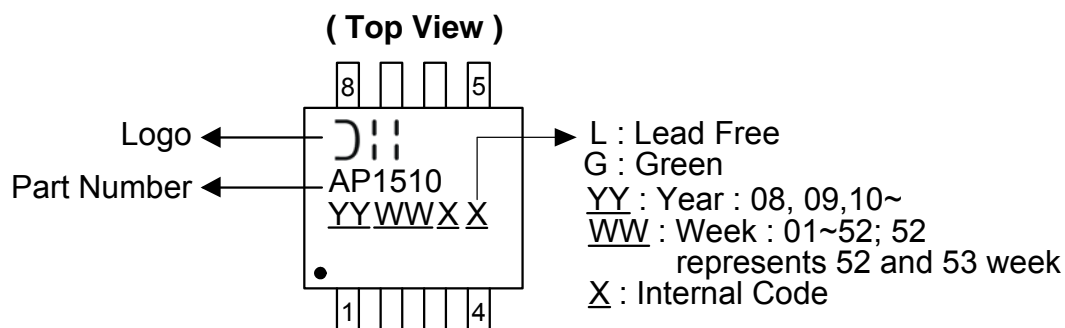 ( Top View )
8 5
Logo
Part Number
AP1510
YYWWX X
1 4
L : Lead Free
G : Green
YY : Year : 08, 09,10~
WW : Week : 01~52; 52
represents 52 and 53 week
X : Internal Code